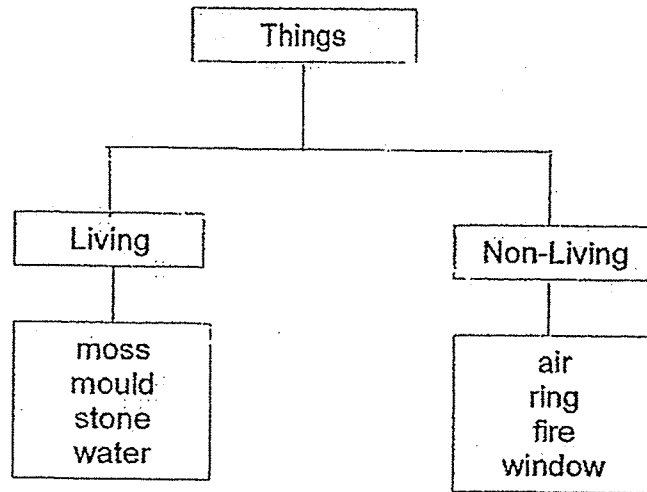 Things
Living
Non-Living
moss
mould
stone
water
air
ring
fire
window